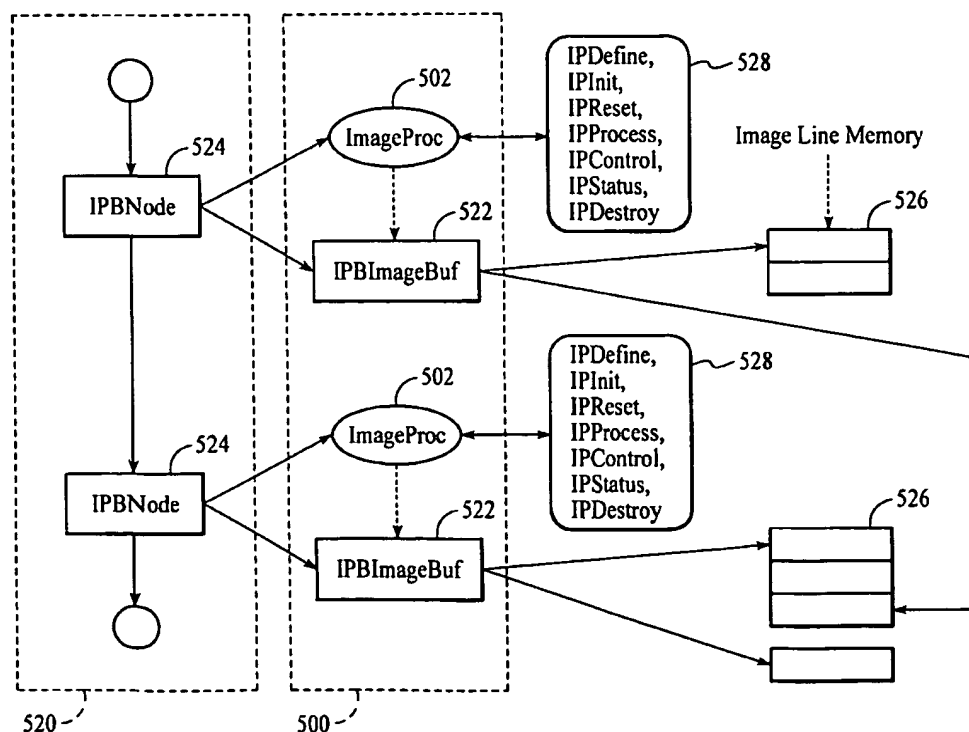 502
IPDefine,
IPInit,
IPReset,
IPProcess,
IPControl,
IPStatus,
IPDestroy
528
524
ImageProc
Image Line Memory
IPBNode
522
526
IPBImageBuf
502
IPDefine,
IPInit,
IPReset,
IPProcess,
IPControl,
IPStatus,
IPDestroy
528
524
ImageProc
IPBNode
522
526
IPBImageBuf
520
500